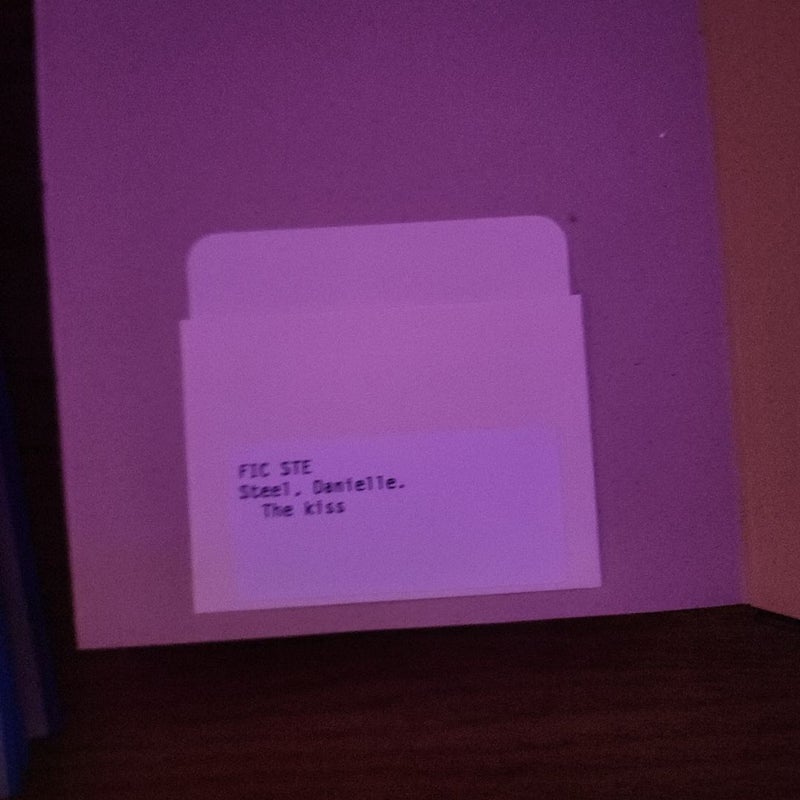 FIC STE
Steel, Danielle.
The kiss